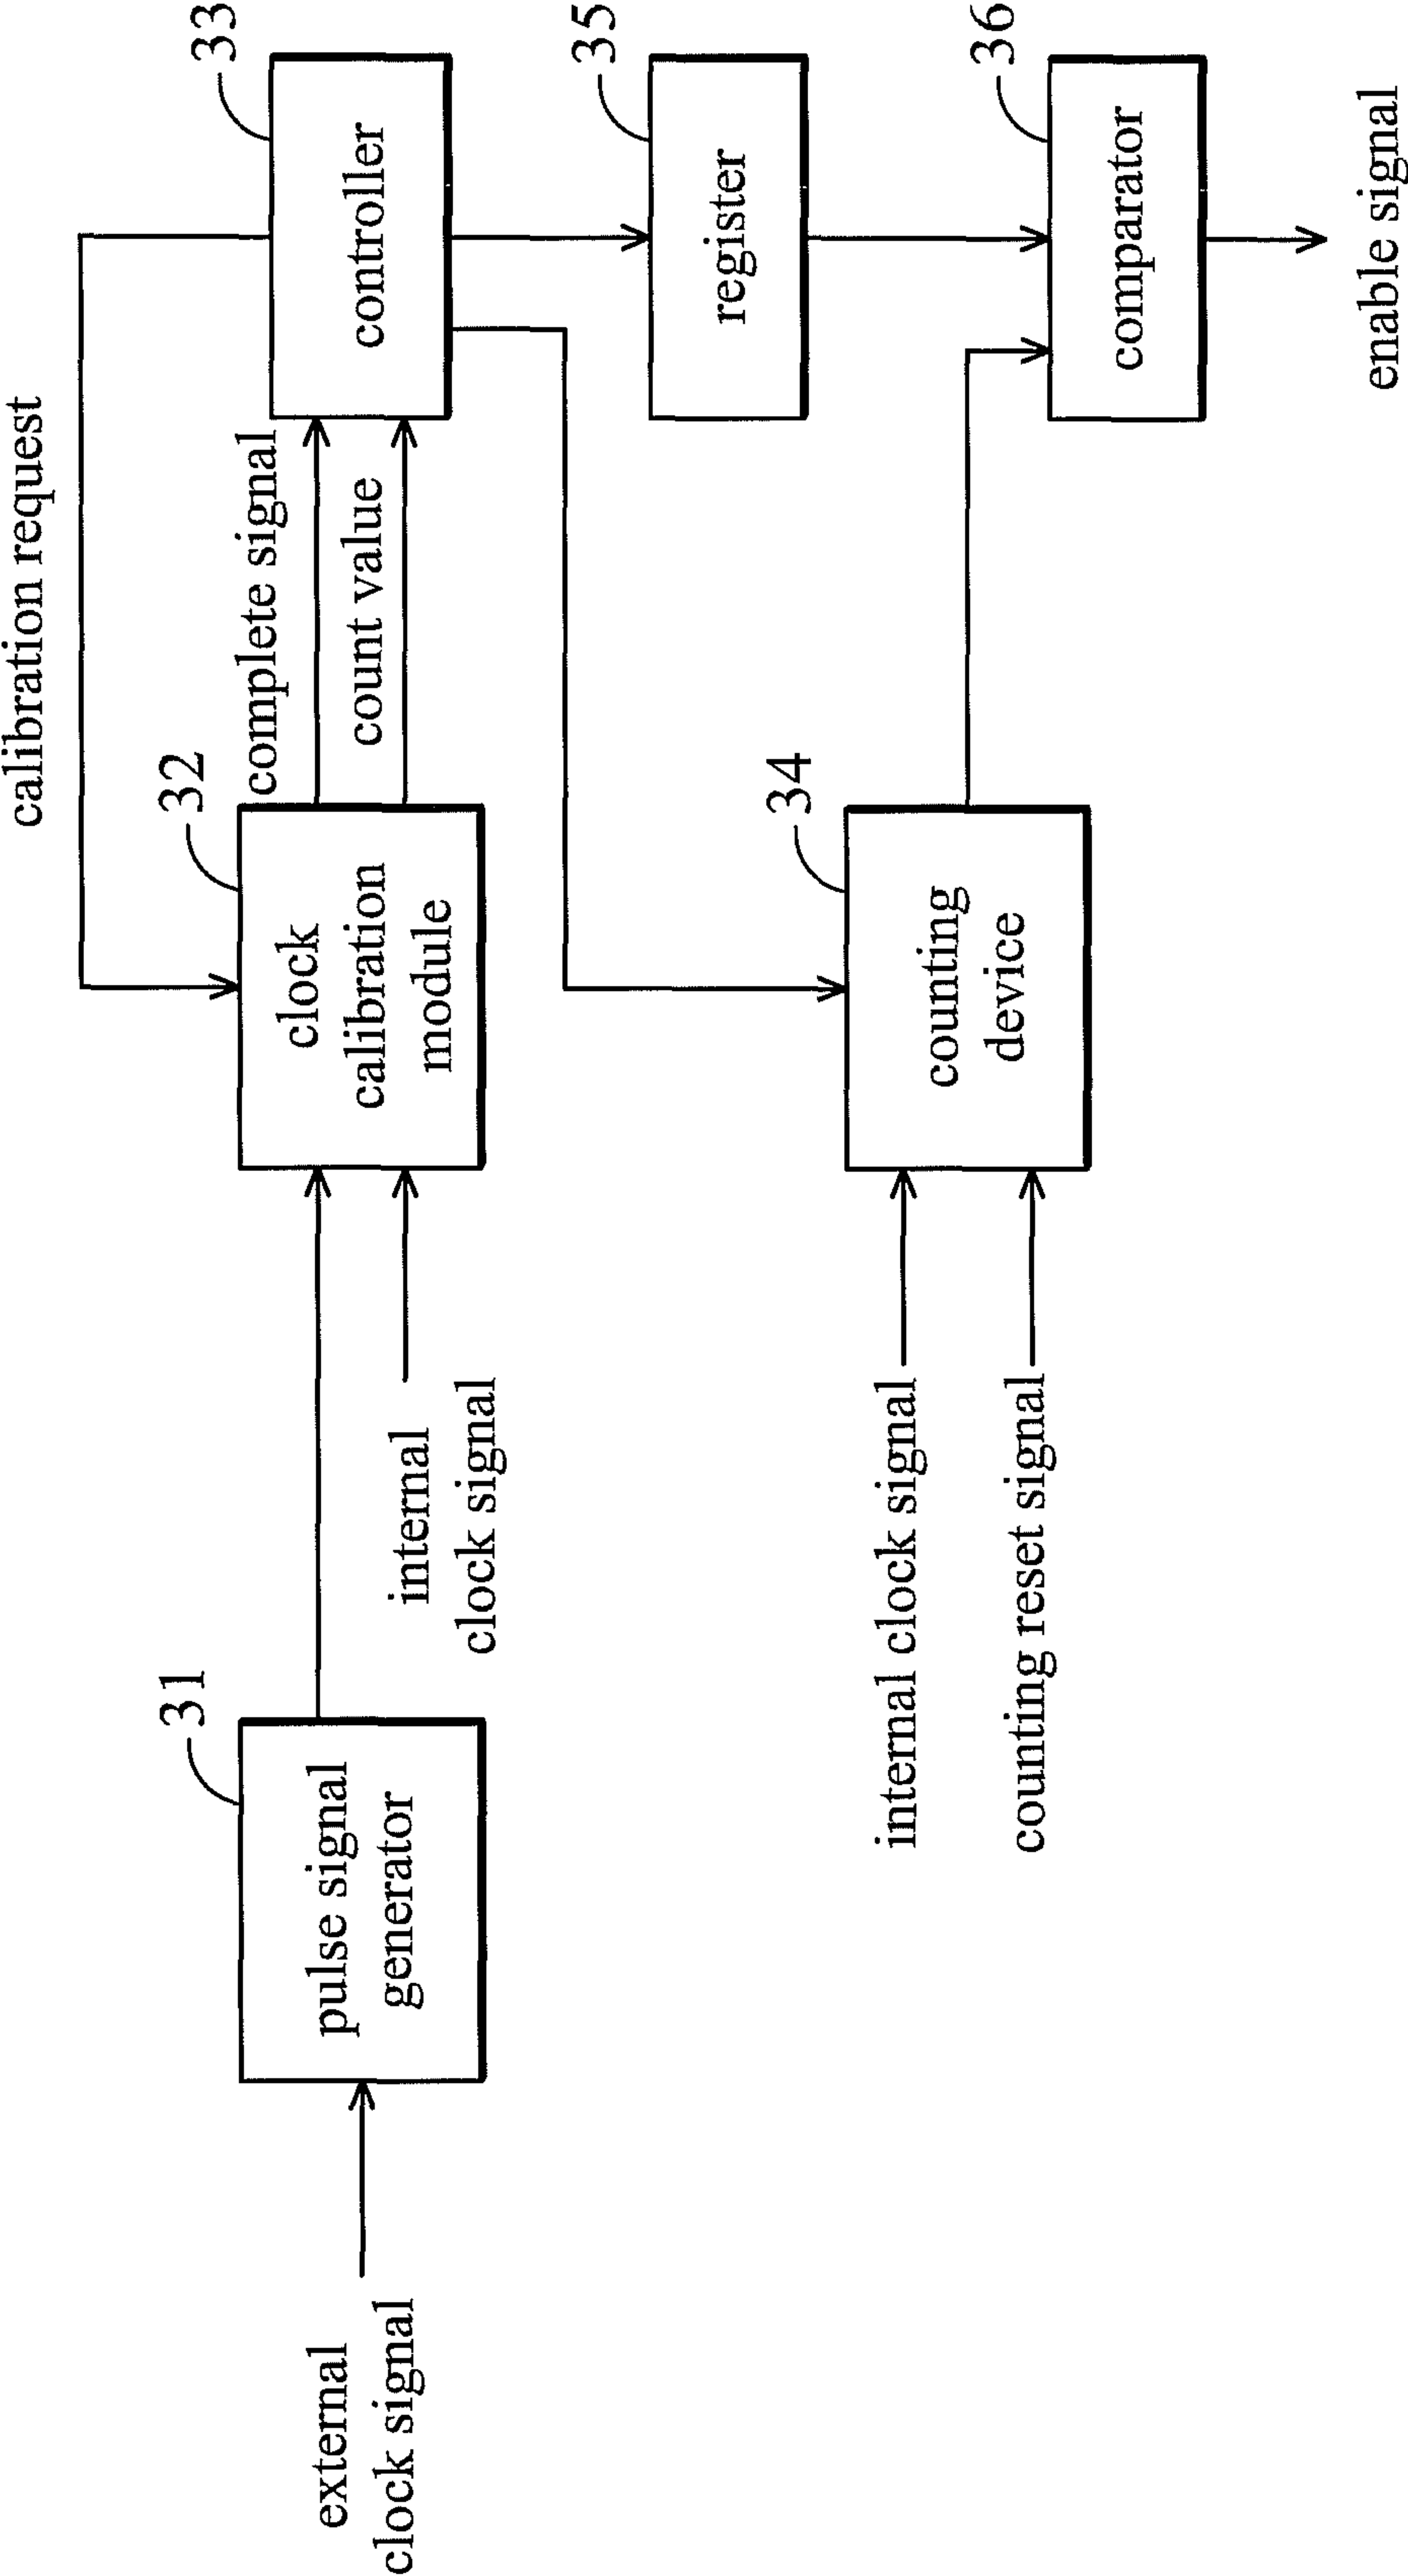 calibration request
33
complete signal
count value
32
31
controller
clock
calibration
module
pulse signal
generator
external
clock signal
internal
clock signal
35
register
34
counting
device
internal clock signal
counting reset signal
36
comparator
enable signal